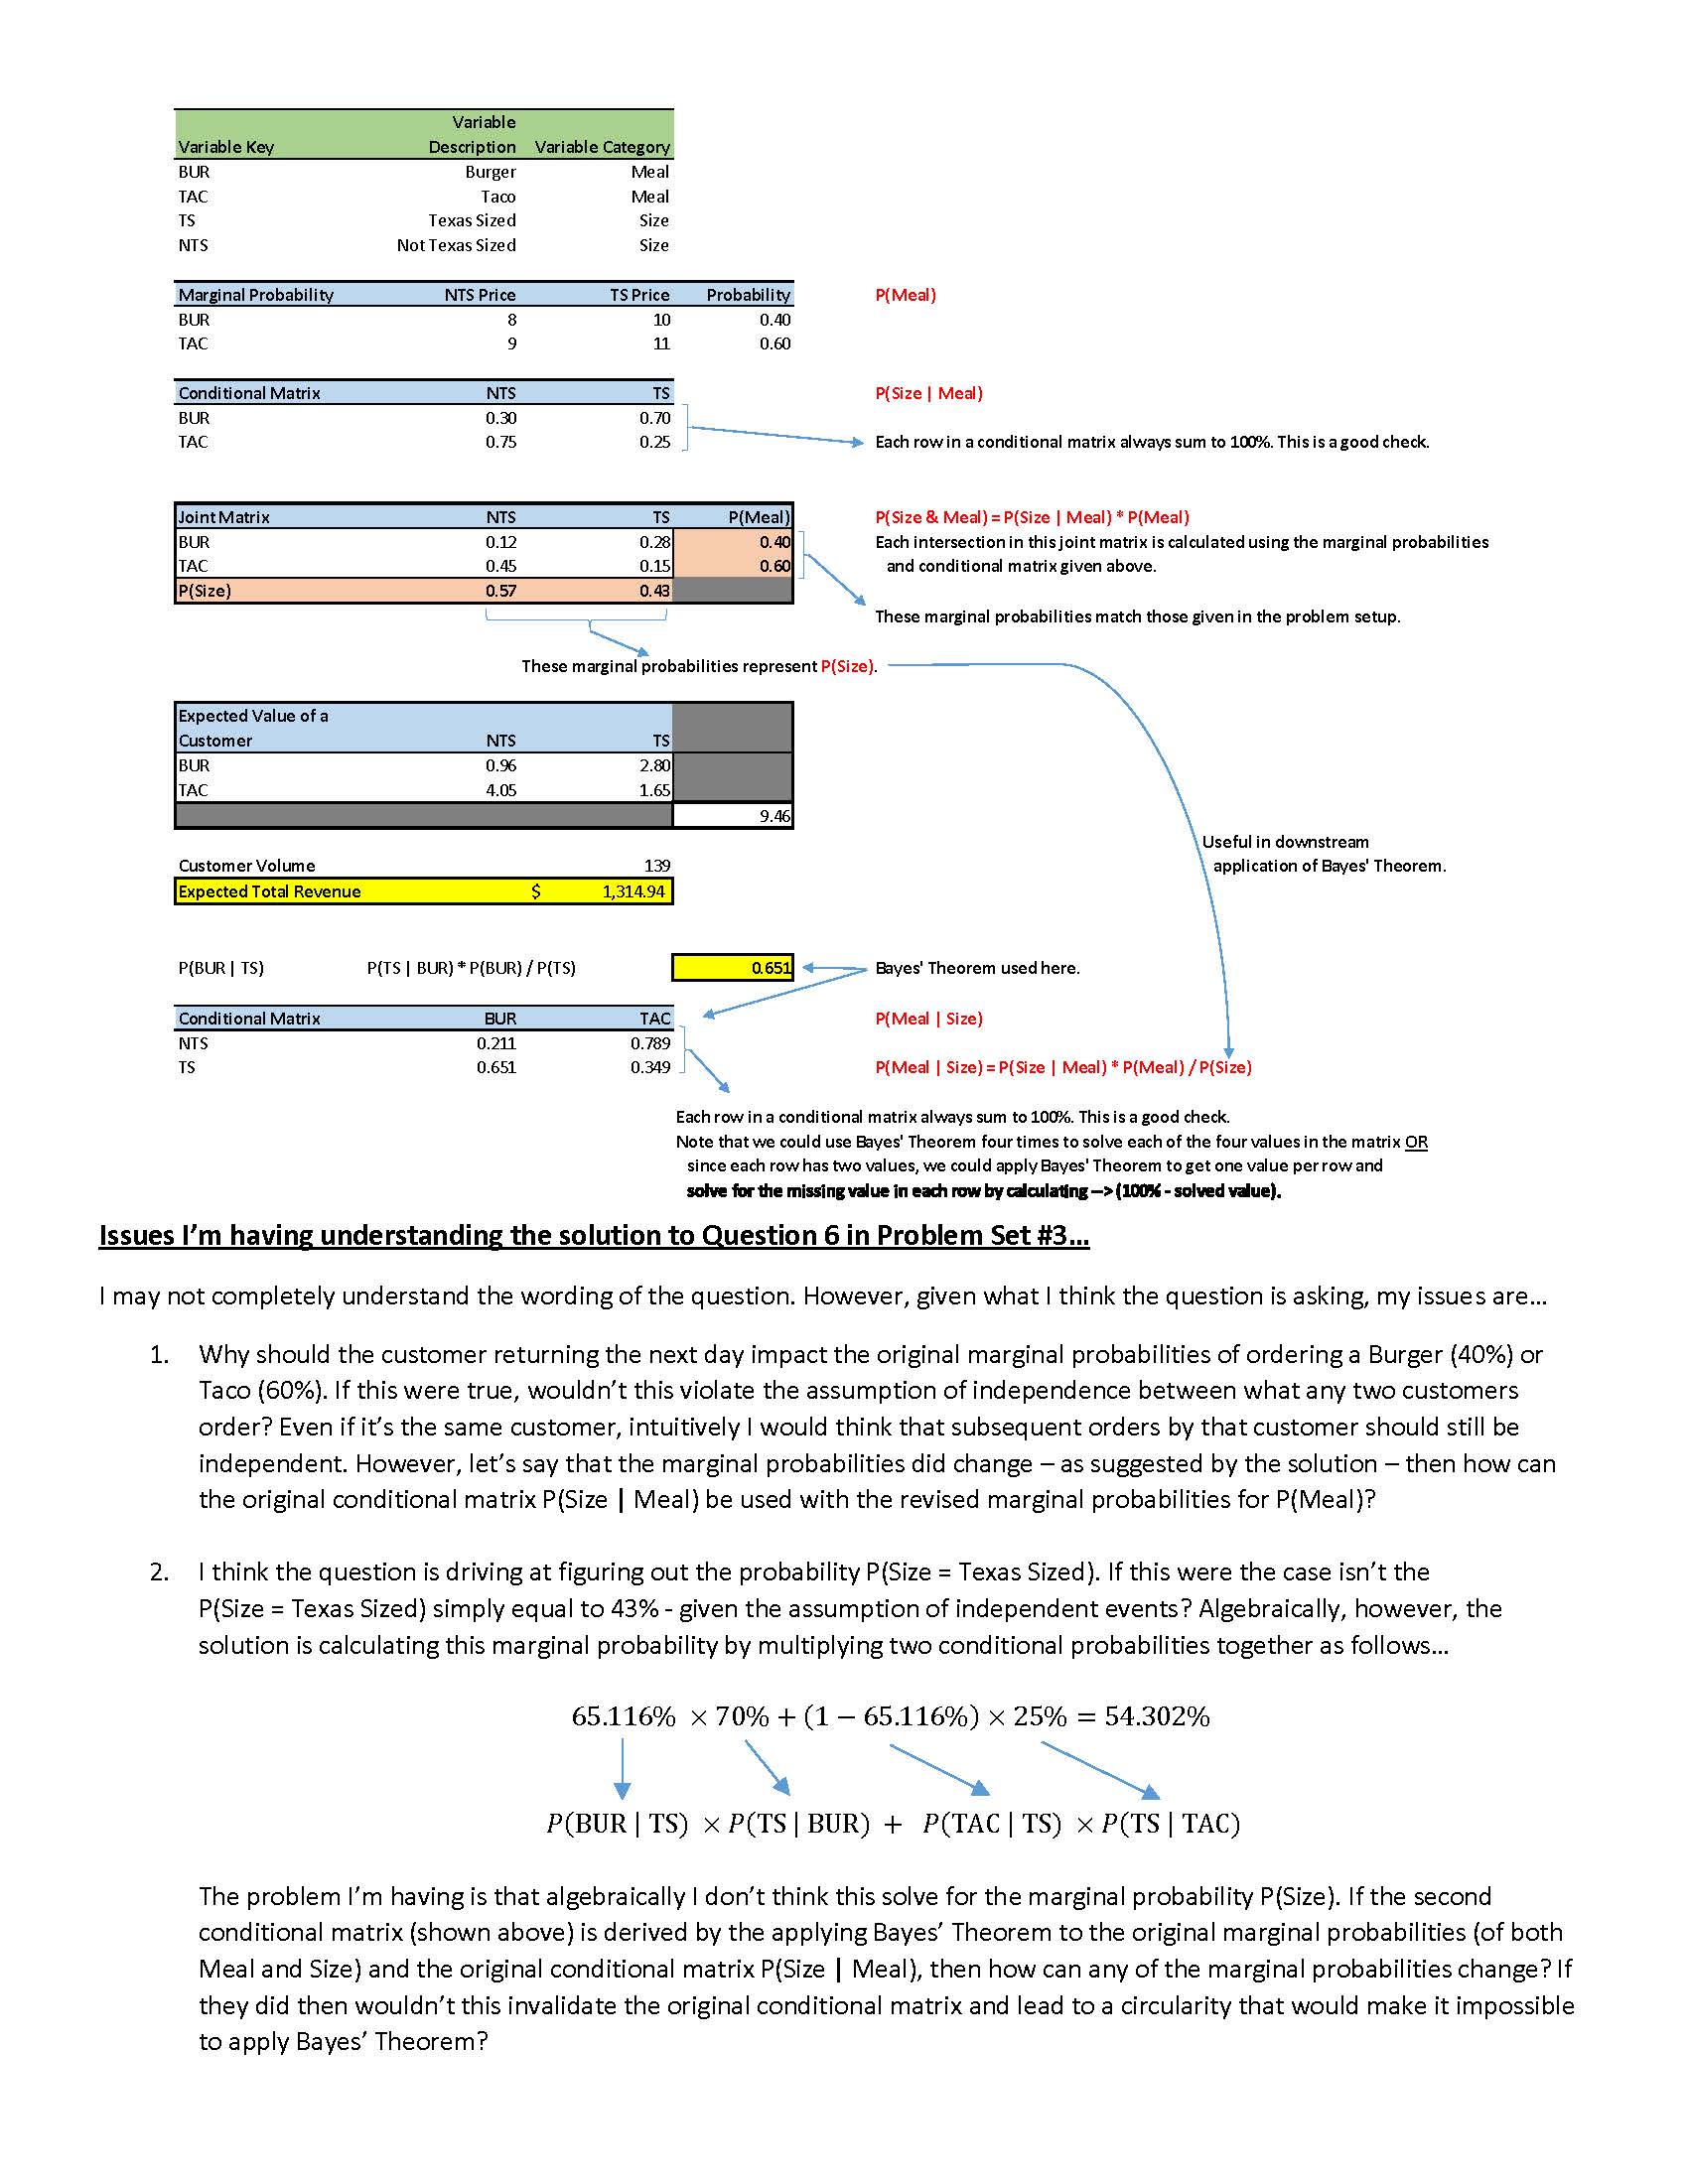 Variable
Variable Key Description Variable Category
BUR Burger Meal
TAC Taco Meal
TS Texas Sized Size
NTS Not Texas Sized Size
Marginal Probability NTS Price TS Price Probability P(Meal)
BUR 8 10 0.40
TAC 9 11 0.60
Conditional Matrix NTS TS P(Size | Meal)
BUR 0.30 0.70
TAC 0.75 0.25 Each row in a conditional matrix always sum to 100%. This is a good check.
Joint Matrix NTS TS P(Meal) P(Size & Meal) = P(Size | Meal) * P(Meal)
BUR 0.12 0.28 0.40 Each intersection in this joint matrix is calculated using the marginal probabilities
TAC 0.45 0.15 0.60 and conditional matrix given above.
P(Size) 0.57 0.43
These marginal probabilities match those given in the problem setup.
These marginal probabilities represent P(Size).
Expected Value of a
Customer NTS TS
BUR 0.96 2.80
TAC 4.05 1.65
9.46
Useful in downstream
Customer Volume 139 application of Bayes' Theorem.
Expected Total Revenue $ 1,314.94
P(BUR | TS) P(TS | BUR) * P(BUR) / P(TS) 0.651 Bayes' Theorem used here.
Conditional Matrix BUR TAC P(Meal | Size)
NTS 0.211 0.789
TS 0.651 0.349 P(Meal | Size) = P(Size | Meal) * P(Meal) / P(Size)
Each row in a conditional matrix always sum to 100%. This is a good check.
Note that we could use Bayes' Theorem four times to solve each of the four values in the matrix OR
since each row has two values, we could apply Bayes' Theorem to get one value per row and
solve for the missing value in each row by calculating --> (100% - solved value).
Issues I'm having understanding the solution to Question 6 in Problem Set #3…
I may not completely understand the wording of the question. However, given what I think the question is asking, my issues are…
1. Why should the customer returning the next day impact the original marginal probabilities of ordering a Burger (40%) or
Taco (60%). If this were true, wouldn't this violate the assumption of independence between what any two customers
order? Even if it's the same customer, intuitively I would think that subsequent orders by that customer should still be
independent. However, let's say that the marginal probabilities did change – as suggested by the solution – then how can
the original conditional matrix P(Size | Meal) be used with the revised marginal probabilities for P(Meal)?
2. I think the question is driving at figuring out the probability P(Size = Texas Sized). If this were the case isn't the
P(Size = Texas Sized) simply equal to 43% - given the assumption of independent events? Algebraically, however, the
solution is calculating this marginal probability by multiplying two conditional probabilities together as follows…
65.116% × 70% + (1 − 65.116%) × 25% = 54.302%
P(BUR | TS) × P(TS | BUR) + P(TAC | TS) × P(TS | TAC)
The problem I'm having is that algebraically I don't think this solve for the marginal probability P(Size). If the second
conditional matrix (shown above) is derived by the applying Bayes' Theorem to the original marginal probabilities (of both
Meal and Size) and the original conditional matrix P(Size | Meal), then how can any of the marginal probabilities change? If
they did then wouldn't this invalidate the original conditional matrix and lead to a circularity that would make it impossible
to apply Bayes' Theorem?